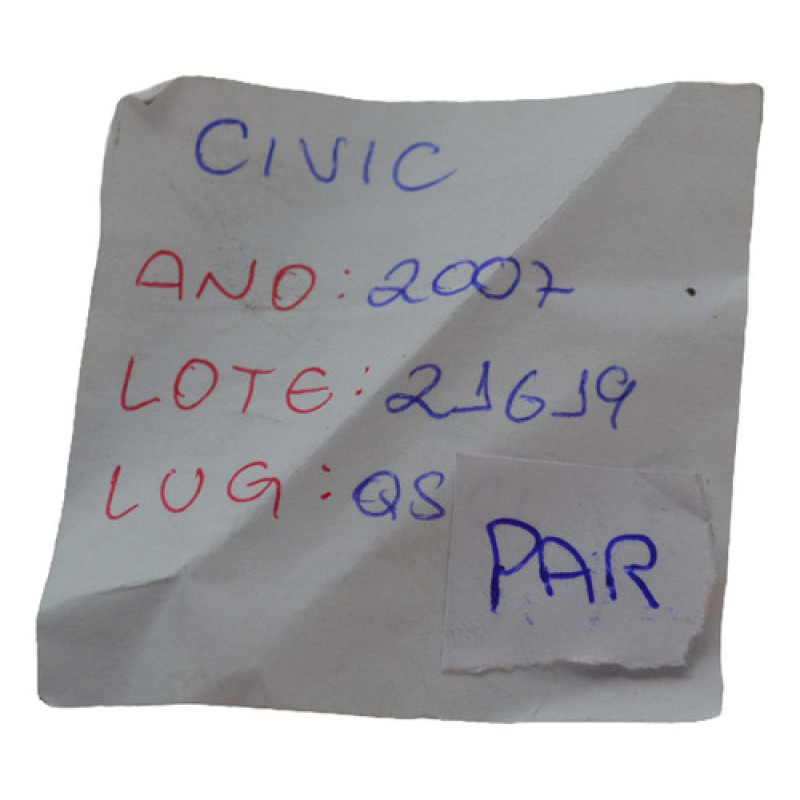 CIVIC
ANO: 2007
LOTE: 21619
LUG: QS
PAR